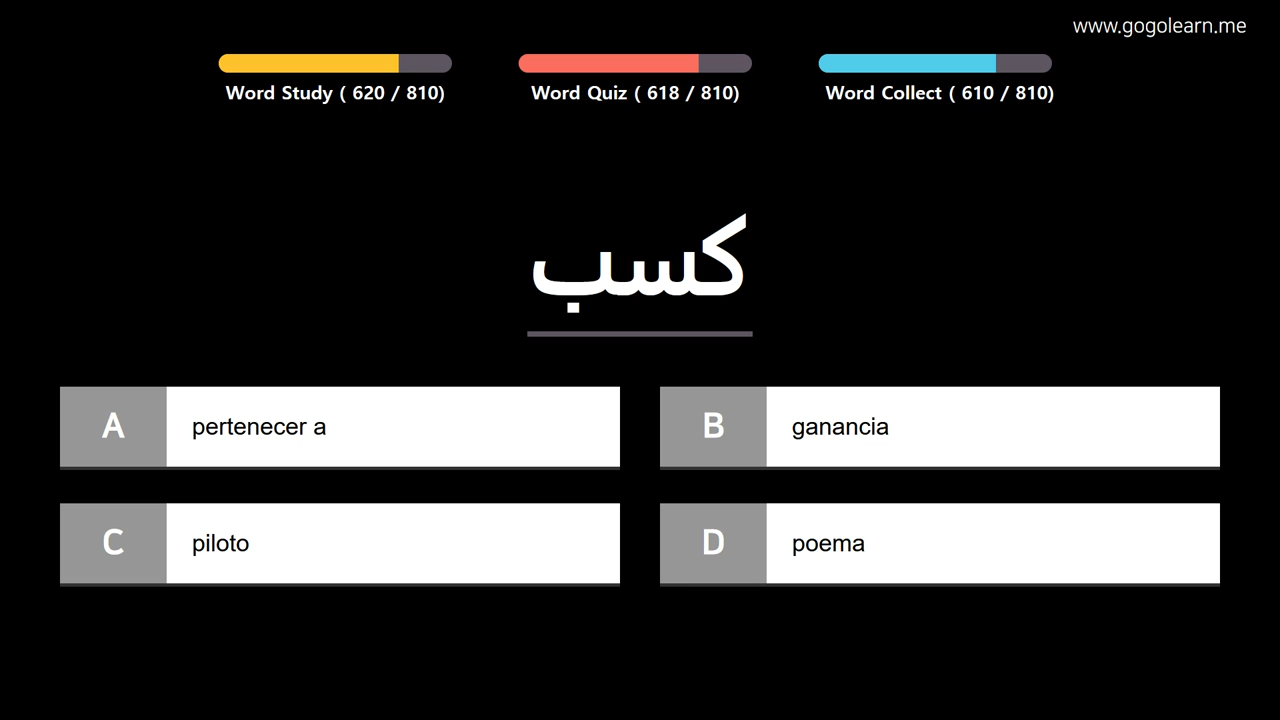 www.gogolearn.me
Word Study ( 620 / 810)
Word Quiz ( 618 / 810)
Word Collect ( 610 / 810)
كسب
A
pertenecer a
B
ganancia
C
piloto
D
poema